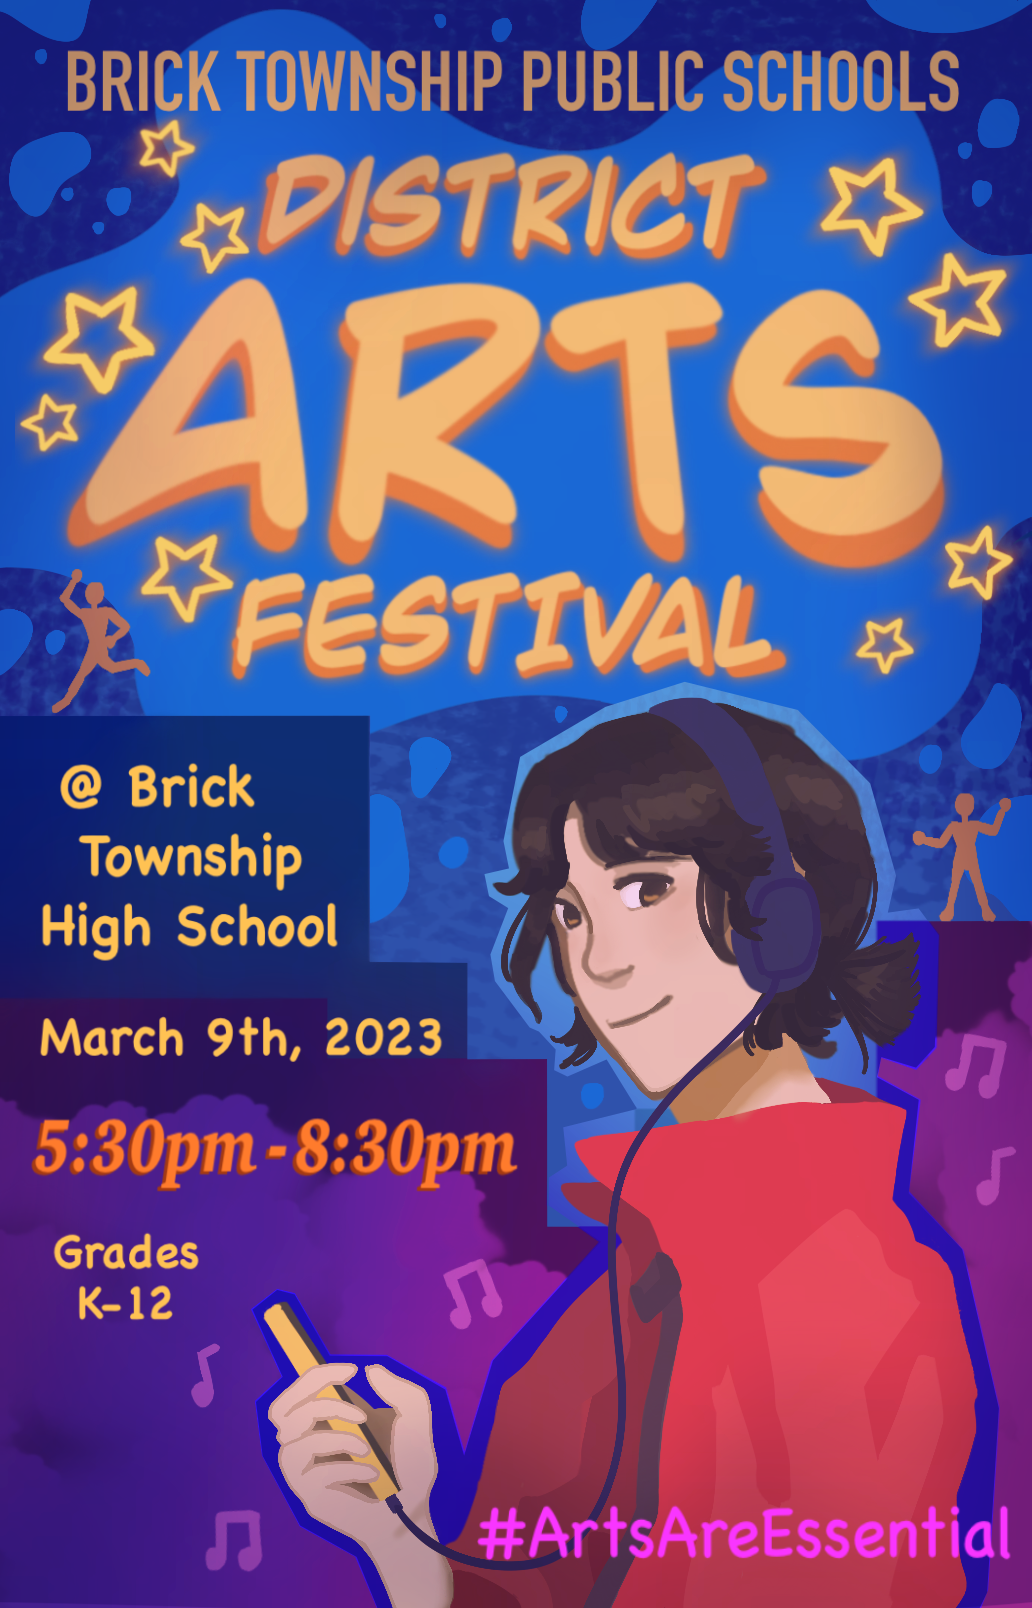 BRICK TOWNSHIP PUBLIC SCHOOLS
DISTRICT
ARTS
FESTIVAL
@ Brick
Township
High School
March 9th, 2023
5:30pm - 8:30pm
Grades
K-12
#ArtsAreEssential